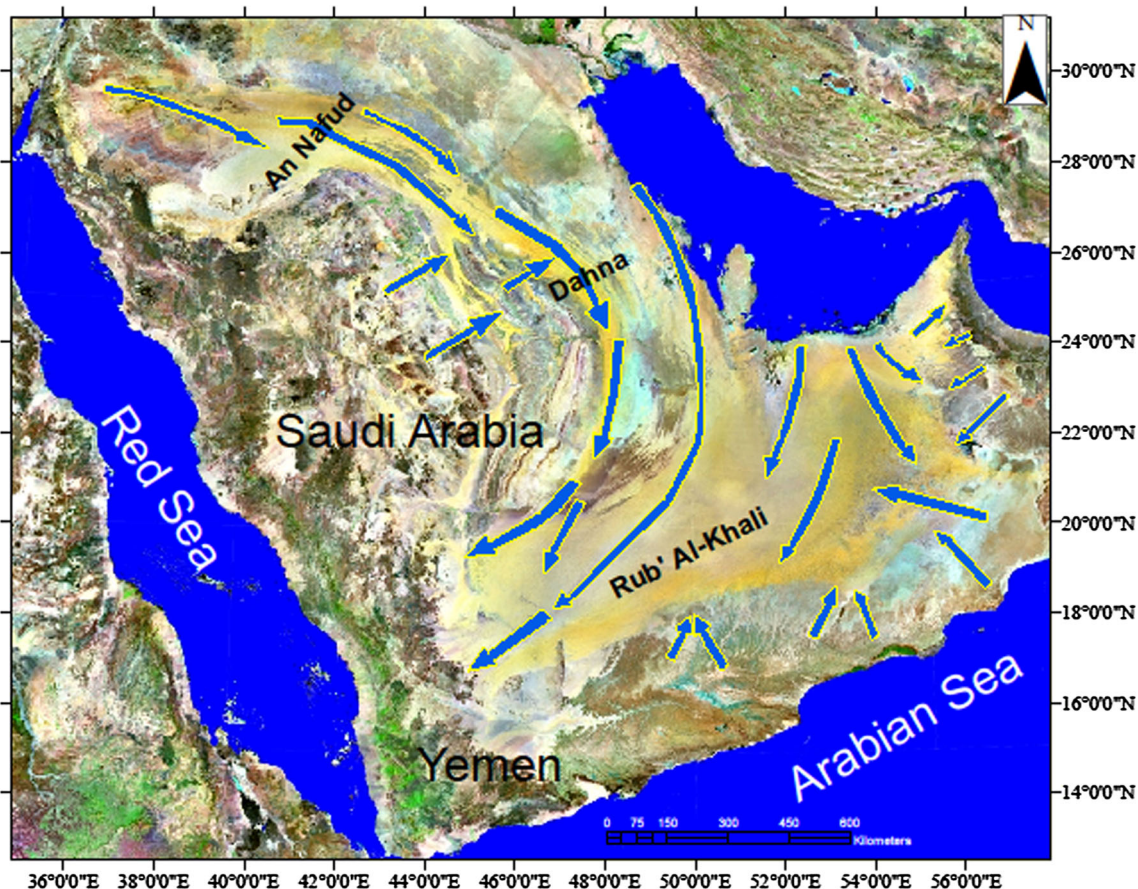 N
30°0'0"N
An Nafud
28°0'0"N
26°0'0"N
Dahna
24°0'0"N
Saudi Arabia
22°0'0"N
Red Sea
20°0'0"N
Rub' Al-Khali
18°0'0"N
16°0'0"N
Arabian Sea
Yemen
14°0'0"N
0 75 150 300 450 600
Kilometers
36°0'0"E 38°0'0"E 40°0'0"E 42°0'0"E 44°0'0"E 46°0'0"E 48°0'0"E 50°0'0"E 52°0'0"E 54°0'0"E 56°0'0"E